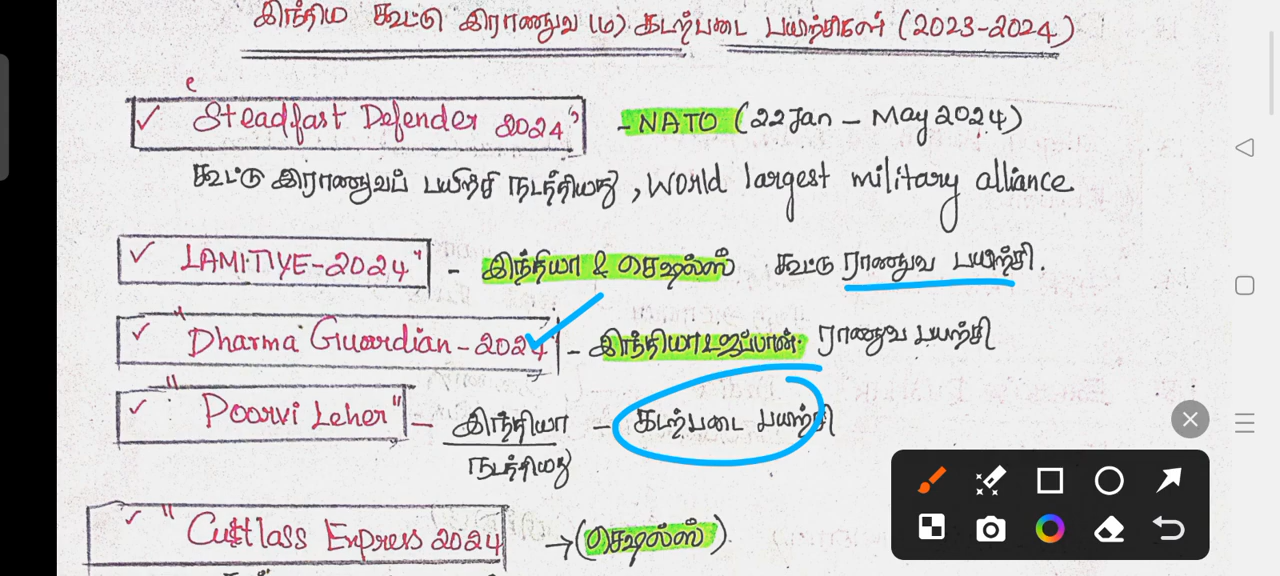 இந்திய கூட்டு இராணுவ (ம) கடற்படை பயிற்சிகள் (2023-2024)
✓ "Steadfast Defender 2024" - NATO (22 Jan - May 2024)
கூட்டு இராணுவப் பயிற்சி நடத்தியது, World largest military alliance
✓ "LAMITIYE-2024" - இந்தியா & செஷல்ஸ் கூட்டு ராணுவ பயிற்சி.
✓ "Dharma Guardian - 2024" - இந்தியா & ஜப்பான் ராணுவ பயிற்சி
✓ "Poorvi Leher" - இந்தியா - கடற்படை பயிற்சி
நடத்தியது
✓ "Cutlass Express 2024 → (செஷல்ஸ்).